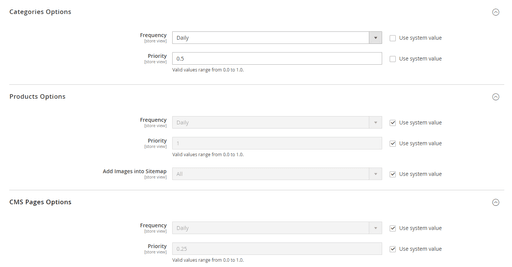 Categories Options
Frequency
[store view]
Daily
Use system value
Priority
[store view]
0.5
Use system value
Valid values range from 0.0 to 1.0.
Products Options
Frequency
[store view]
Daily
Use system value
Priority
[store view]
1
Use system value
Valid values range from 0.0 to 1.0.
Add Images into Sitemap
[store view]
All
Use system value
CMS Pages Options
Frequency
[store view]
Daily
Use system value
Priority
[store view]
0.25
Use system value
Valid values range from 0.0 to 1.0.